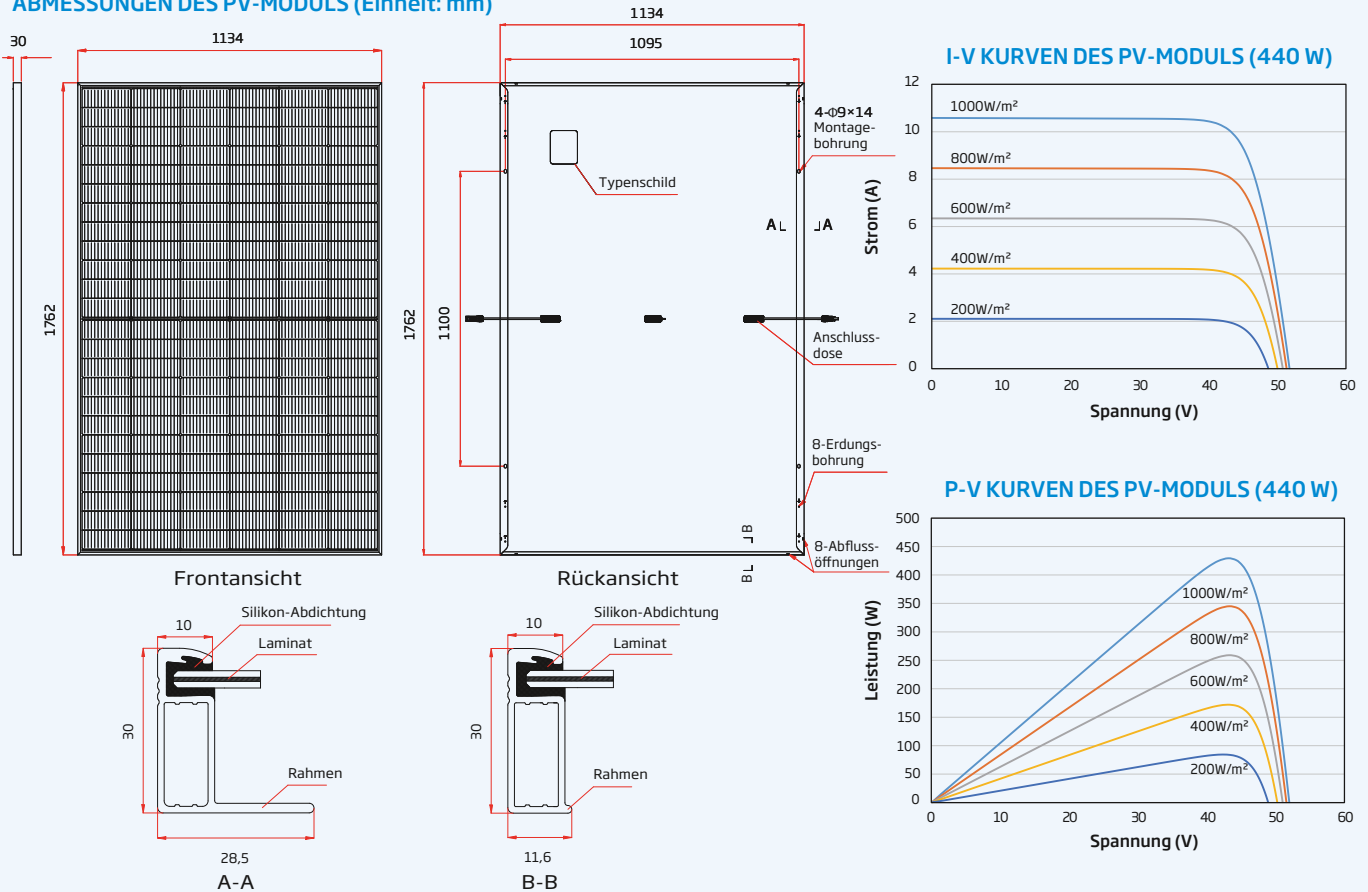 ABMESSUNGEN DES PV-MODULS (Einheit: mm)
30
1134
1762
Frontansicht
1134
1095
1762
1100
4-Φ9×14
Montage-
bohrung
Typenschild
A
A
Anschluss-
dose
8-Erdungs-
bohrung
B
B
8-Abfluss-
öffnungen
Rückansicht
Silikon-Abdichtung
10
Laminat
30
Rahmen
28,5
A-A
Silikon-Abdichtung
10
Laminat
30
Rahmen
11,6
B-B
I-V KURVEN DES PV-MODULS (440 W)
12
10
8
6
4
2
0
Strom (A)
1000W/m²
800W/m²
600W/m²
400W/m²
200W/m²
0 10 20 30 40 50 60
Spannung (V)
P-V KURVEN DES PV-MODULS (440 W)
500
450
400
350
300
250
200
150
100
50
0
Leistung (W)
1000W/m²
800W/m²
600W/m²
400W/m²
200W/m²
0 10 20 30 40 50 60
Spannung (V)